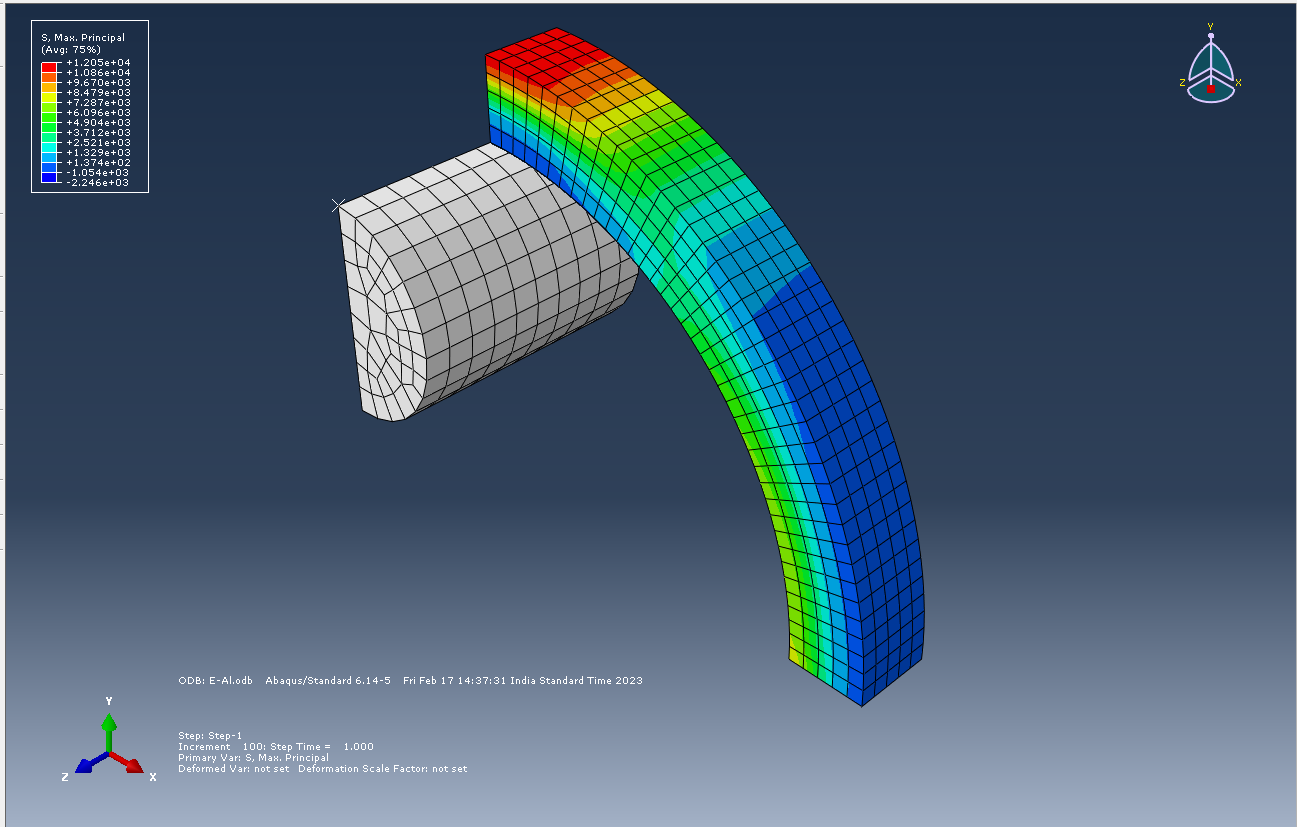 S, Max. Principal
(Avg: 75%)
+1.205e+04
+1.086e+04
+9.670e+03
+8.479e+03
+7.287e+03
+6.096e+03
+4.904e+03
+3.712e+03
+2.521e+03
+1.329e+03
+1.374e+02
-1.054e+03
-2.246e+03
Y
Z
X
ODB: E-Al.odb Abaqus/Standard 6.14-5 Fri Feb 17 14:37:31 India Standard Time 2023
Y
Z
X
Step: Step-1
Increment 100: Step Time = 1.000
Primary Var: S, Max. Principal
Deformed Var: not set Deformation Scale Factor: not set